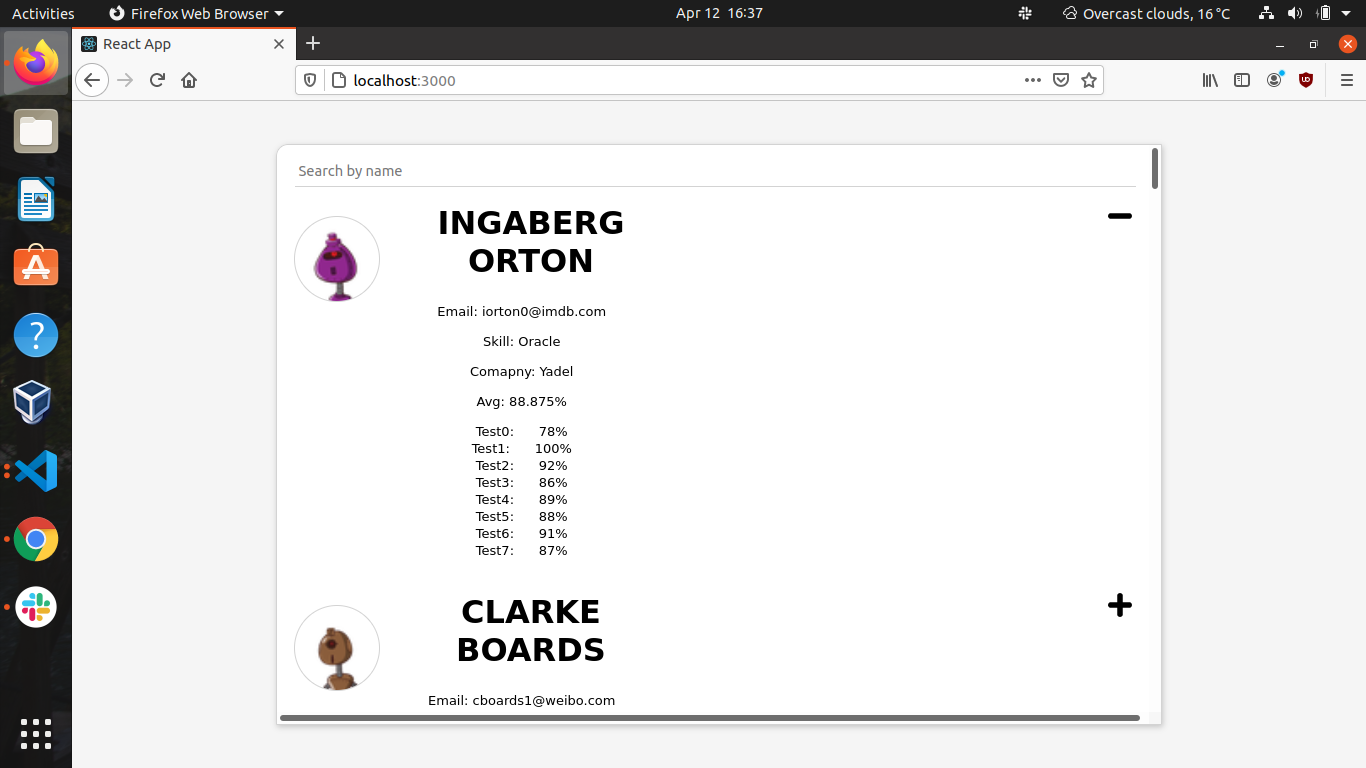 Activities
Firefox Web Browser
Apr 12 16:37
Overcast clouds, 16 °C
React App
localhost:3000
Search by name
INGABERG
ORTON
Email: iorton0@imdb.com
Skill: Oracle
Comapny: Yadel
Avg: 88.875%
Test0: 78%
Test1: 100%
Test2: 92%
Test3: 86%
Test4: 89%
Test5: 88%
Test6: 91%
Test7: 87%
CLARKE
BOARDS
Email: cboards1@weibo.com